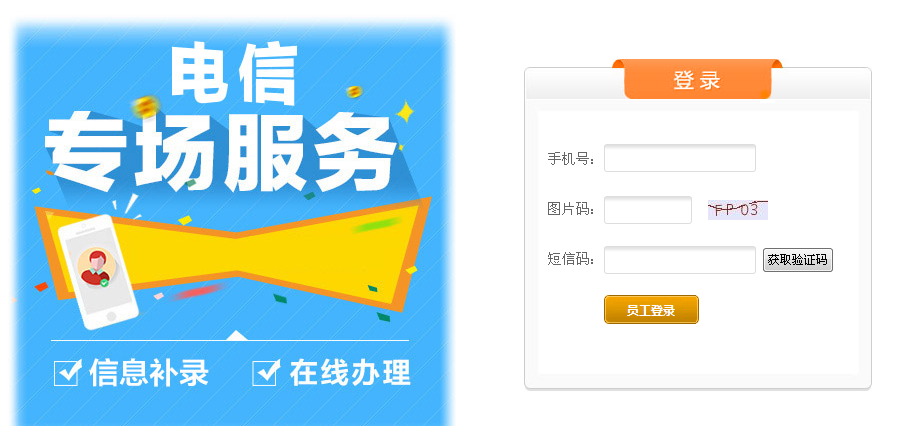 电信
专场服务
信息补录
在线办理
登录
手机号:
图片码:
FP03
短信码:
获取验证码
员工登录